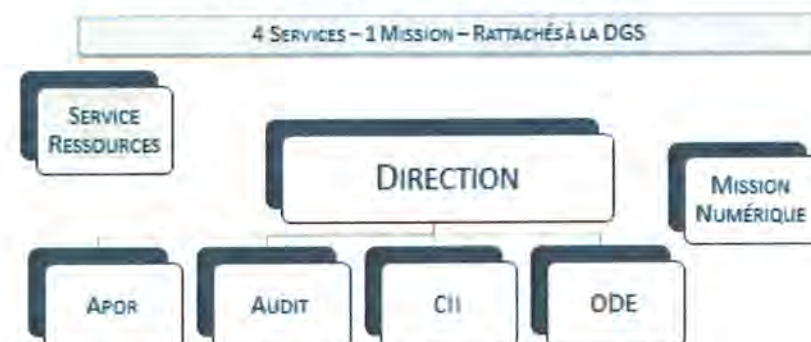 4 SERVICES – 1 MISSION – RATTACHÉS À LA DGS
SERVICE
RESSOURCES
DIRECTION
MISSION
NUMÉRIQUE
APOR
AUDIT
CII
ODE